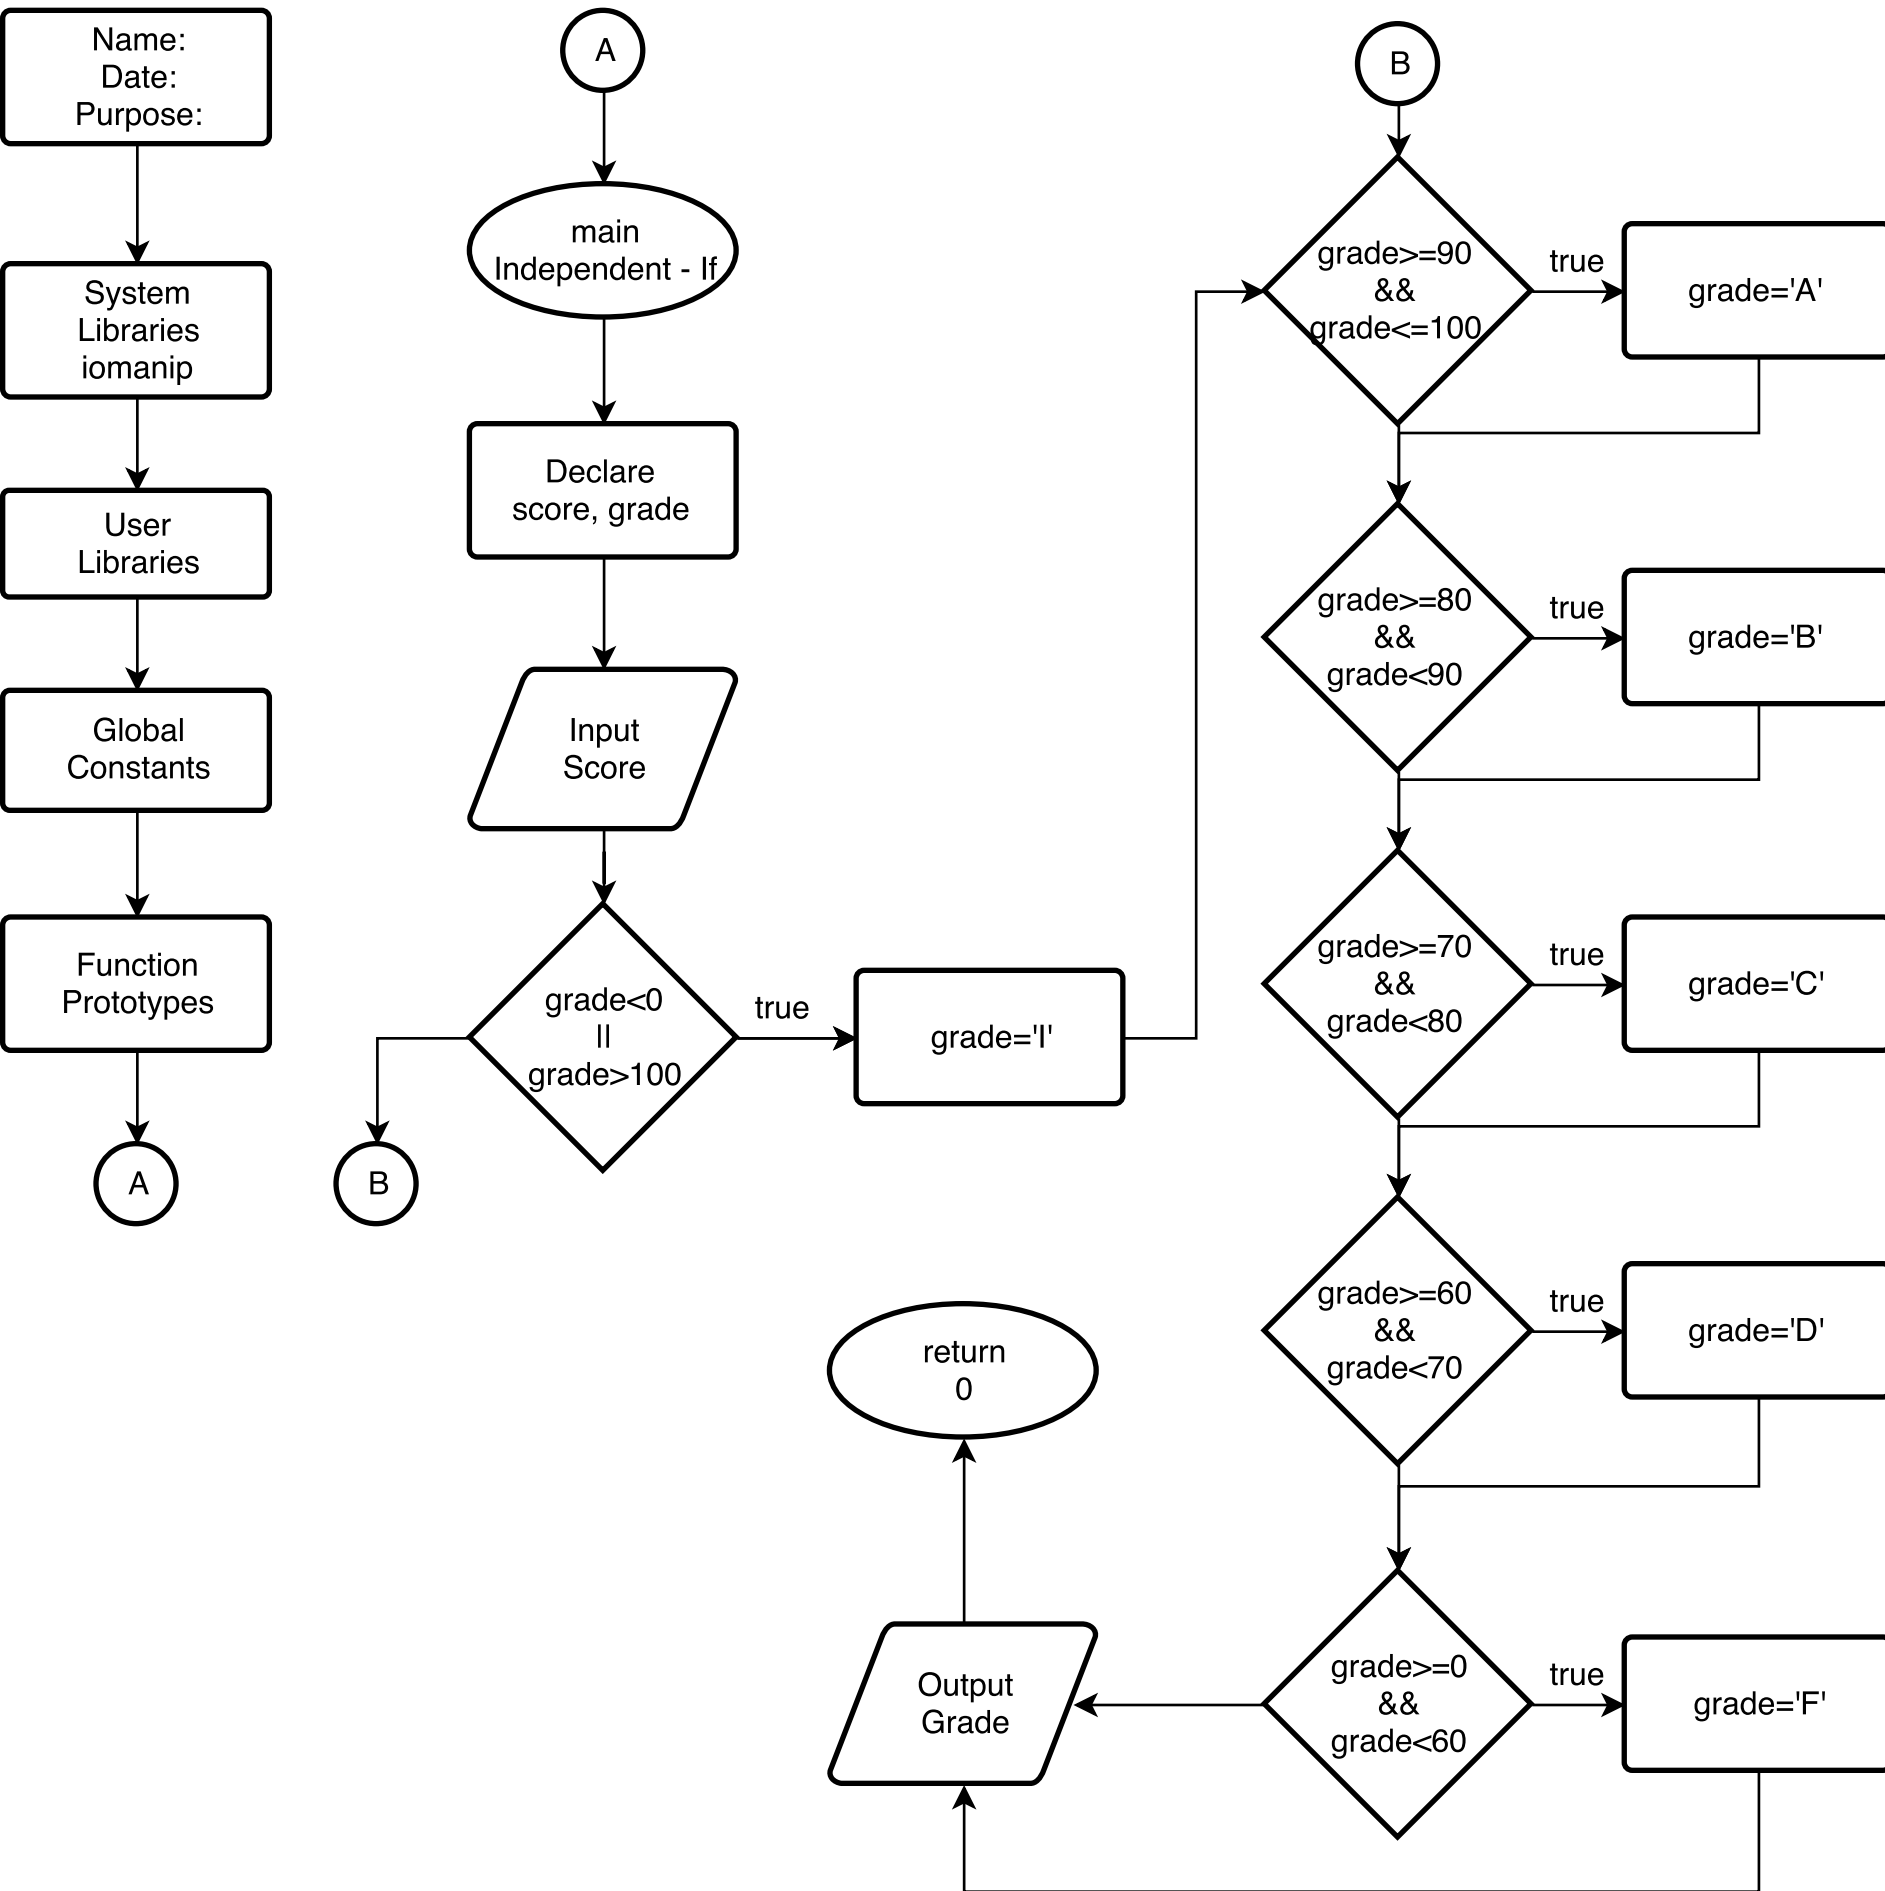 Name:
Date:
Purpose:
System
Libraries
iomanip
User
Libraries
Global
Constants
Function
Prototypes
A
A
main
Independent - If
Declare
score, grade
Input
Score
grade<0
||
grade>100
true
grade='I'
B
B
grade>=90
&&
grade<=100
true
grade='A'
grade>=80
&&
grade<90
true
grade='B'
grade>=70
&&
grade<80
true
grade='C'
grade>=60
&&
grade<70
true
grade='D'
grade>=0
&&
grade<60
true
grade='F'
Output
Grade
return
0